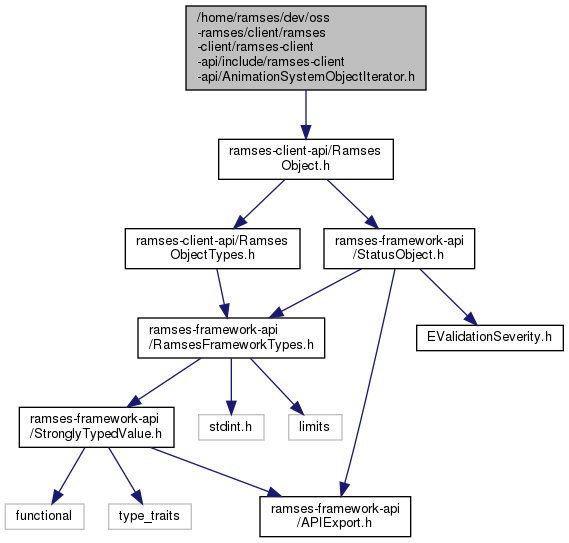 /home/ramses/dev/oss
-ramses/client/ramses
-client/ramses-client
-api/include/ramses-client
-api/AnimationSystemObjectIterator.h
ramses-client-api/Ramses
Object.h
ramses-client-api/Ramses
ObjectTypes.h
ramses-framework-api
/StatusObject.h
ramses-framework-api
/RamsesFrameworkTypes.h
EValidationSeverity.h
ramses-framework-api
/StronglyTypedValue.h
stdint.h
limits
functional
type_traits
ramses-framework-api
/APIExport.h